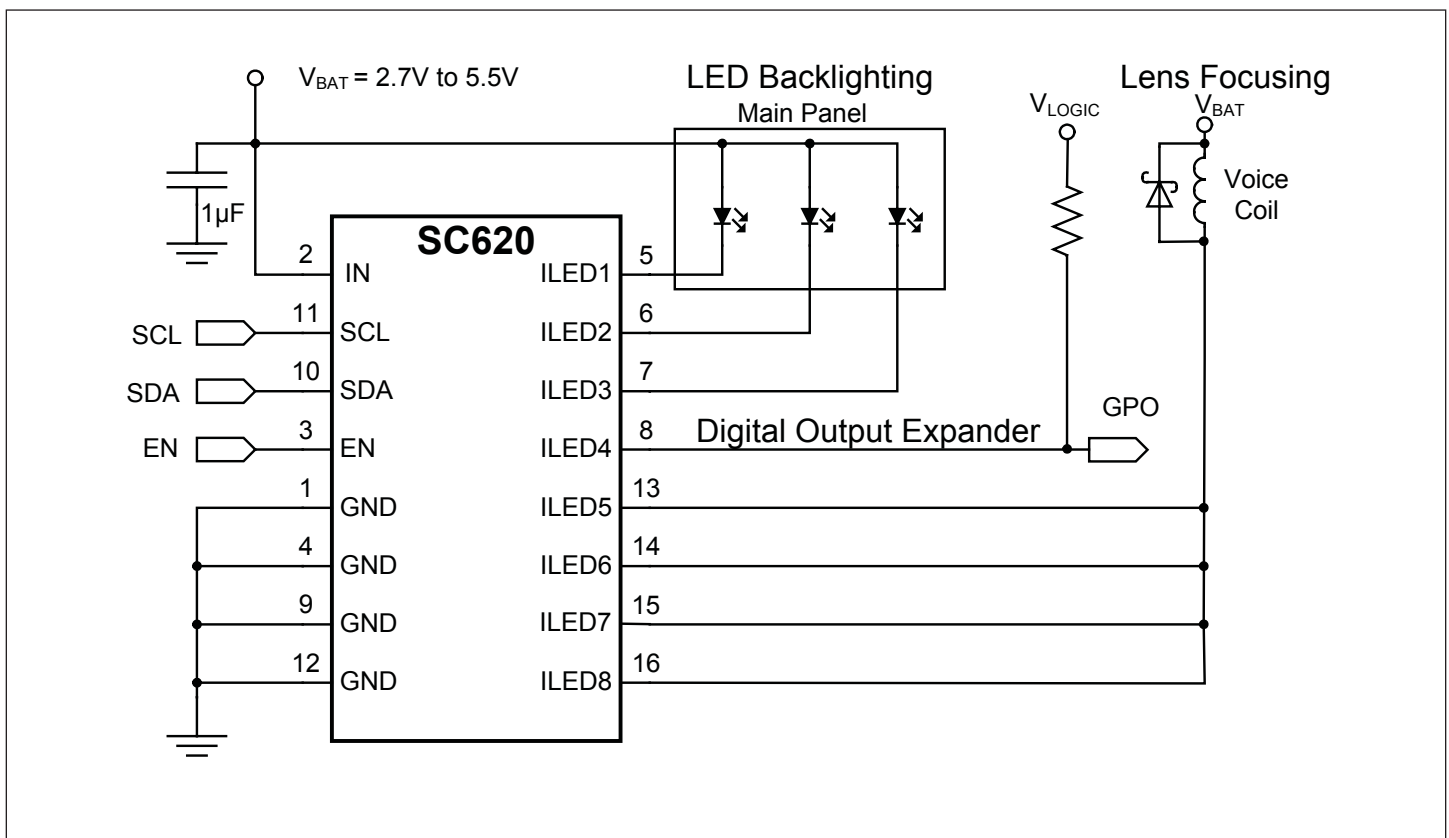 V_BAT = 2.7V to 5.5V
LED Backlighting
Main Panel
Lens Focusing
V_LOGIC
V_BAT
Voice
Coil
1µF
SC620
2 IN
ILED1 5
11 SCL
ILED2 6
SCL
10 SDA
ILED3 7
SDA
3 EN
ILED4 8
EN
Digital Output Expander
GPO
1 GND
ILED5 13
4 GND
ILED6 14
9 GND
ILED7 15
12 GND
ILED8 16